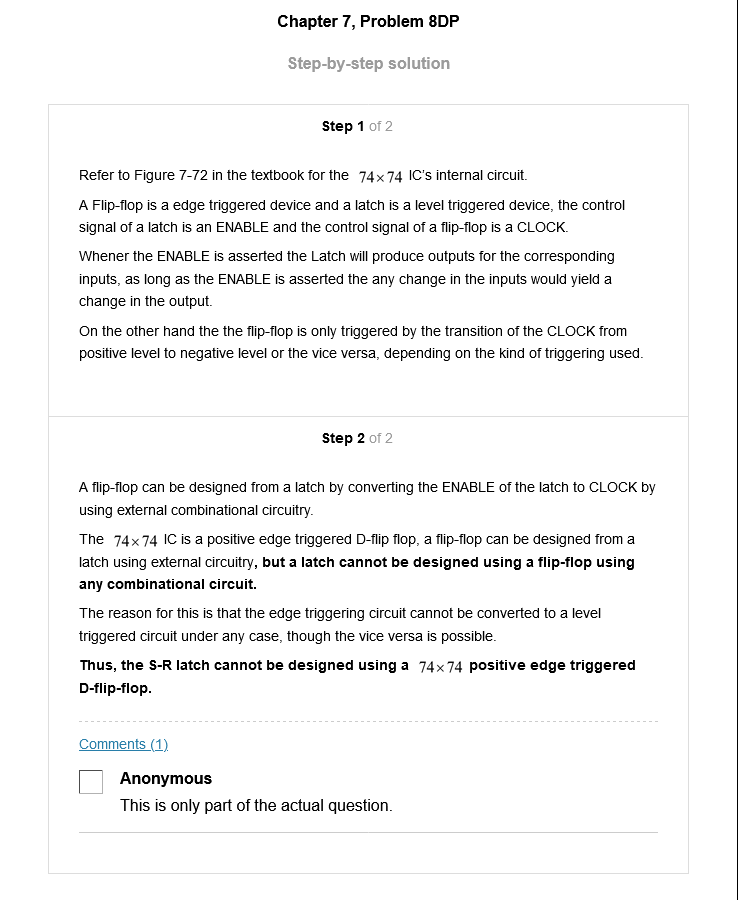 Chapter 7, Problem 8DP
Step-by-step solution
Step 1 of 2
Refer to Figure 7-72 in the textbook for the 74×74 IC's internal circuit.
A Flip-flop is a edge triggered device and a latch is a level triggered device, the control
signal of a latch is an ENABLE and the control signal of a flip-flop is a CLOCK.
Whener the ENABLE is asserted the Latch will produce outputs for the corresponding
inputs, as long as the ENABLE is asserted the any change in the inputs would yield a
change in the output.
On the other hand the the flip-flop is only triggered by the transition of the CLOCK from
positive level to negative level or the vice versa, depending on the kind of triggering used.
Step 2 of 2
A flip-flop can be designed from a latch by converting the ENABLE of the latch to CLOCK by
using external combinational circuitry.
The 74×74 IC is a positive edge triggered D-flip flop, a flip-flop can be designed from a
latch using external circuitry, but a latch cannot be designed using a flip-flop using
any combinational circuit.
The reason for this is that the edge triggering circuit cannot be converted to a level
triggered circuit under any case, though the vice versa is possible.
Thus, the S-R latch cannot be designed using a 74×74 positive edge triggered
D-flip-flop.
Comments (1)
Anonymous
This is only part of the actual question.